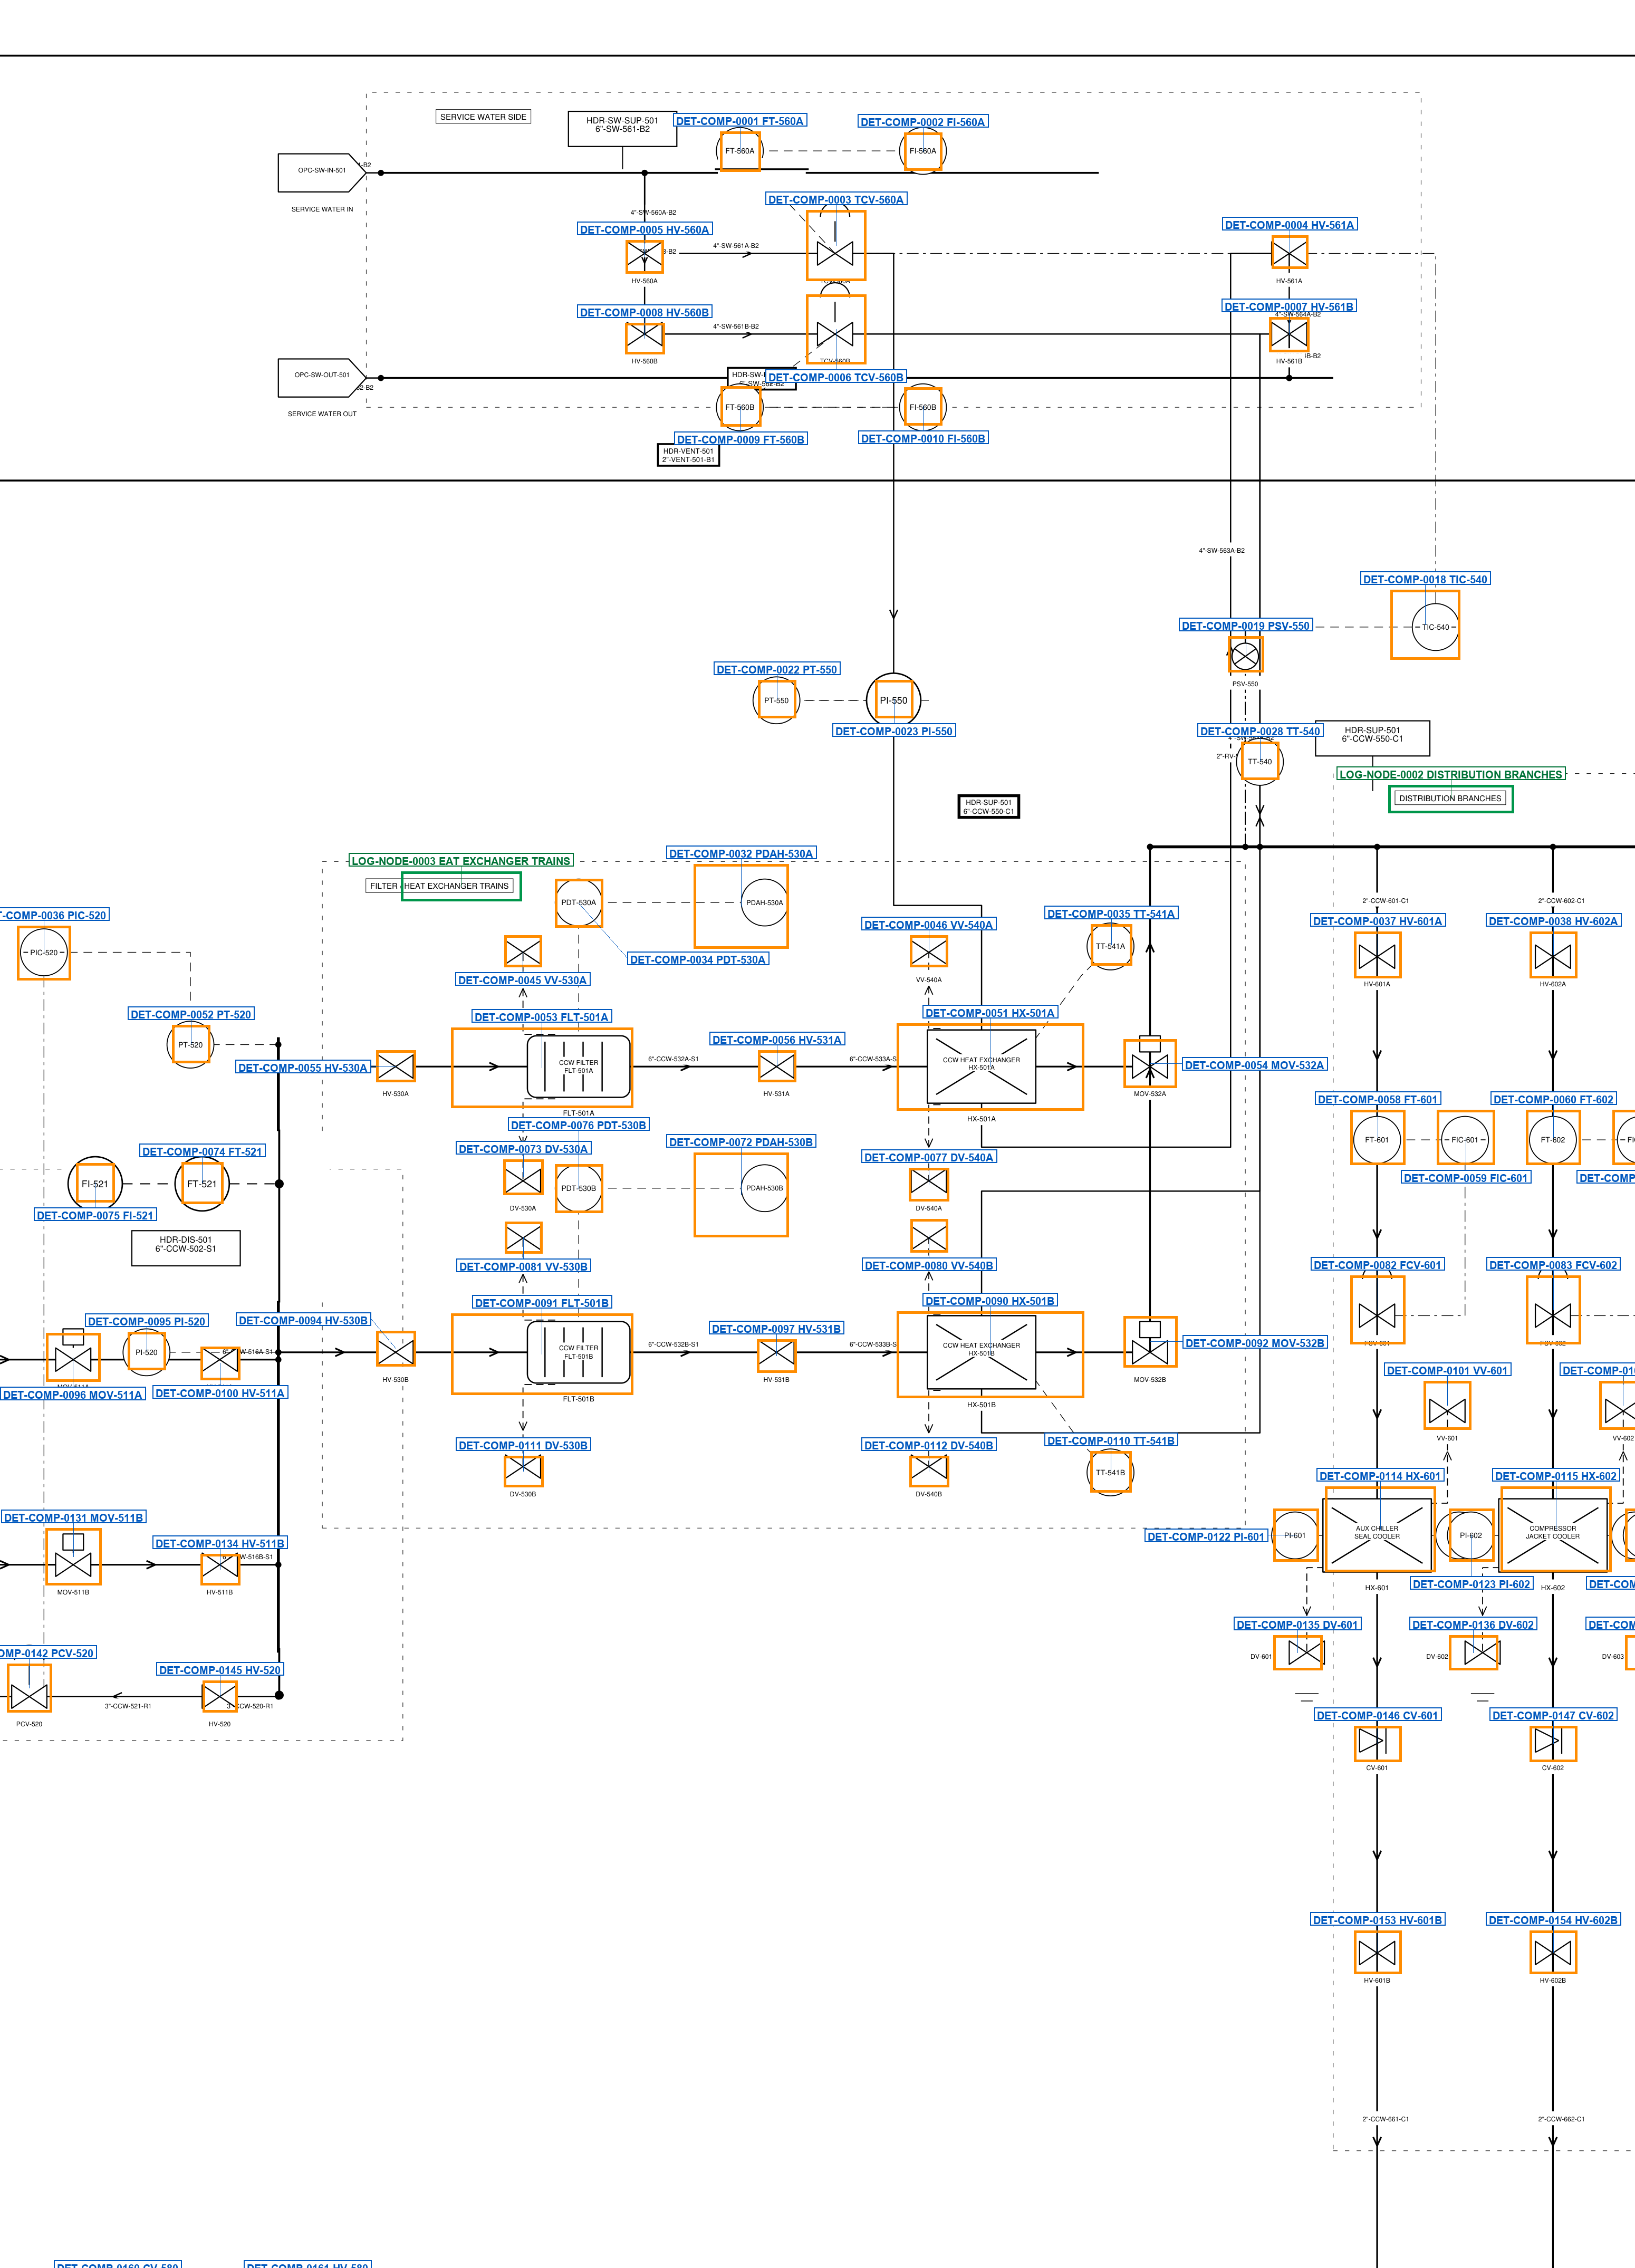 SERVICE WATER SIDE
HDR-SW-SUP-501
6"-SW-561-B2
DET-COMP-0001 FT-560A
DET-COMP-0002 FI-560A
FT-560A
FI-560A
OPC-SW-IN-501
SERVICE WATER IN
DET-COMP-0003 TCV-560A
4"-SW-560A-B2
DET-COMP-0005 HV-560A
DET-COMP-0004 HV-561A
4"-SW-561A-B2
HV-560A
HV-561A
DET-COMP-0008 HV-560B
DET-COMP-0007 HV-561B
4"-SW-564A-B2
4"-SW-561B-B2
HV-560B
TCV-560B
HV-561B
OPC-SW-OUT-501
DET-COMP-0006 TCV-560B
SERVICE WATER OUT
FT-560B
FI-560B
DET-COMP-0009 FT-560B
DET-COMP-0010 FI-560B
HDR-VENT-501
2"-VENT-501-B1
4"-SW-563A-B2
DET-COMP-0018 TIC-540
DET-COMP-0019 PSV-550
TIC-540
DET-COMP-0022 PT-550
PSV-550
PT-550
PI-550
DET-COMP-0023 PI-550
DET-COMP-0028 TT-540
HDR-SUP-501
6"-CCW-550-C1
TT-540
LOG-NODE-0002 DISTRIBUTION BRANCHES
DISTRIBUTION BRANCHES
HDR-SUP-501
6"-CCW-550-C1
DET-COMP-0032 PDAH-530A
LOG-NODE-0003 EAT EXCHANGER TRAINS
FILTER / HEAT EXCHANGER TRAINS
PDT-530A
PDAH-530A
2"-CCW-601-C1
2"-CCW-602-C1
DET-COMP-0036 PIC-520
DET-COMP-0046 VV-540A
DET-COMP-0035 TT-541A
DET-COMP-0037 HV-601A
DET-COMP-0038 HV-602A
PIC-520
TT-541A
DET-COMP-0034 PDT-530A
DET-COMP-0045 VV-530A
VV-540A
HV-601A
HV-602A
DET-COMP-0052 PT-520
DET-COMP-0053 FLT-501A
DET-COMP-0051 HX-501A
PT-520
DET-COMP-0056 HV-531A
DET-COMP-0055 HV-530A
CCW FILTER
FLT-501A
6"-CCW-532A-S1
6"-CCW-533A-S
CCW HEAT EXCHANGER
HX-501A
DET-COMP-0054 MOV-532A
HV-530A
HV-531A
MOV-532A
FLT-501A
HX-501A
DET-COMP-0058 FT-601
DET-COMP-0060 FT-602
DET-COMP-0076 PDT-530B
DET-COMP-0072 PDAH-530B
FT-601
FIC-601
FT-602
DET-COMP-0074 FT-521
DET-COMP-0073 DV-530A
DET-COMP-0077 DV-540A
DET-COMP-0059 FIC-601
FI-521
FT-521
PDT-530B
PDAH-530B
DV-530A
DV-540A
DET-COMP-0075 FI-521
HDR-DIS-501
6"-CCW-502-S1
DET-COMP-0081 VV-530B
DET-COMP-0080 VV-540B
DET-COMP-0082 FCV-601
DET-COMP-0083 FCV-602
DET-COMP-0091 FLT-501B
DET-COMP-0090 HX-501B
DET-COMP-0095 PI-520
DET-COMP-0094 HV-530B
DET-COMP-0097 HV-531B
PI-520
CCW FILTER
FLT-501B
6"-CCW-532B-S1
6"-CCW-533B-S
CCW HEAT EXCHANGER
HX-501B
DET-COMP-0092 MOV-532B
HV-530B
HV-531B
MOV-532B
DET-COMP-0096 MOV-511A
DET-COMP-0100 HV-511A
FLT-501B
HX-501B
DET-COMP-0101 VV-601
VV-601
VV-602
DET-COMP-0111 DV-530B
DET-COMP-0112 DV-540B
DET-COMP-0110 TT-541B
TT-541B
DV-530B
DV-540B
DET-COMP-0114 HX-601
DET-COMP-0115 HX-602
DET-COMP-0131 MOV-511B
DET-COMP-0134 HV-511B
DET-COMP-0122 PI-601
PI-601
AUX CHILLER
SEAL COOLER
PI-602
COMPRESSOR
JACKET COOLER
MOV-511B
HV-511B
HX-601
DET-COMP-0123 PI-602
HX-602
DET-COMP-0135 DV-601
DET-COMP-0136 DV-602
COMP-0142 PCV-520
DET-COMP-0145 HV-520
DV-601
DV-602
DV-603
3"-CCW-521-R1
3"-CCW-520-R1
PCV-520
HV-520
DET-COMP-0146 CV-601
DET-COMP-0147 CV-602
CV-601
CV-602
DET-COMP-0153 HV-601B
DET-COMP-0154 HV-602B
HV-601B
HV-602B
2"-CCW-661-C1
2"-CCW-662-C1
DET-COMP-0160 CV-580
DET-COMP-0161 HV-580